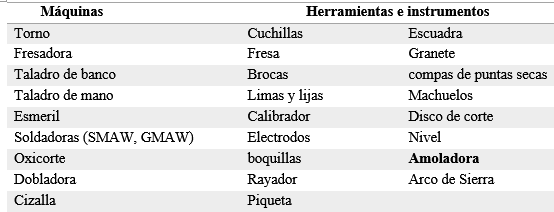 Máquinas Herramientas e instrumentos
Torno Cuchillas Escuadra
Fresadora Fresa Granete
Taladro de banco Brocas compas de puntas secas
Taladro de mano Limas y lijas Machuelos
Esmeril Calibrador Disco de corte
Soldadoras (SMAW, GMAW) Electrodos Nivel
Oxicorte boquillas Amoladora
Dobladora Rayador Arco de Sierra
Cizalla Piqueta